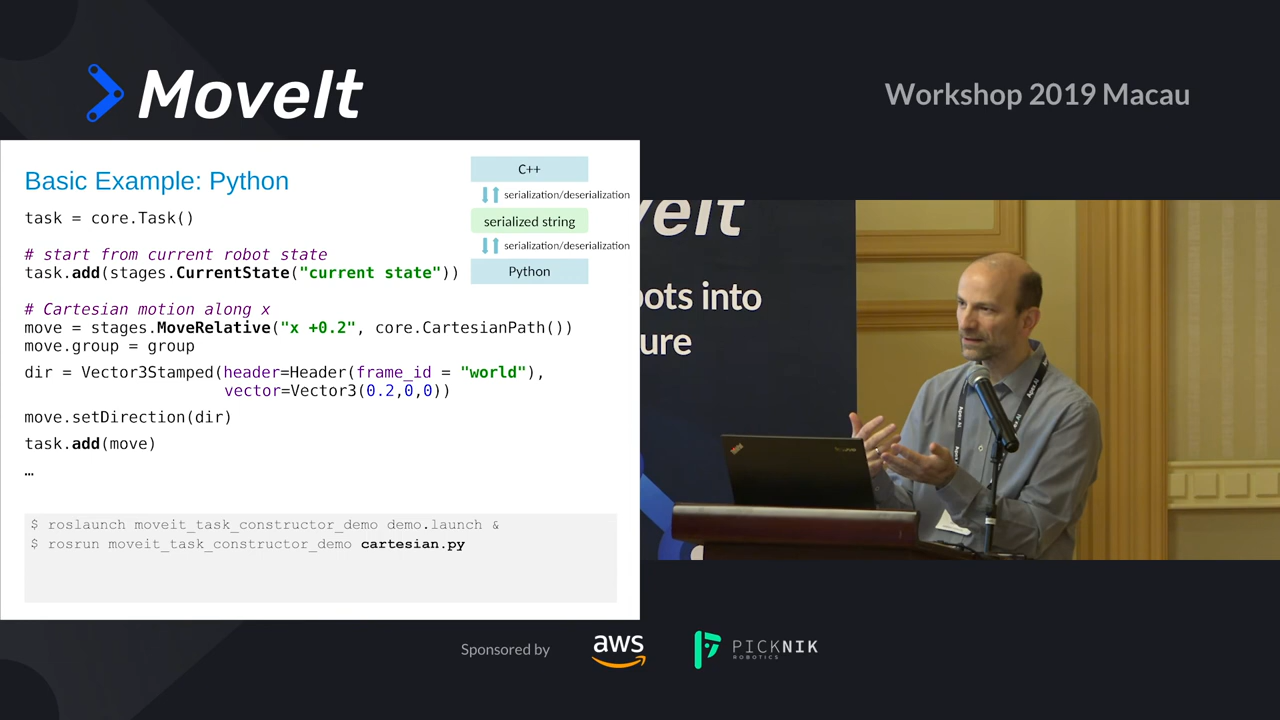 MoveIt
Workshop 2019 Macau
Basic Example: Python
task = core.Task()
# start from current robot state
task.add(stages.CurrentState("current state"))
# Cartesian motion along x
move = stages.MoveRelative("x +0.2", core.CartesianPath())
move.group = group
dir = Vector3Stamped(header=Header(frame_id = "world"),
vector=Vector3(0.2,0,0))
move.setDirection(dir)
task.add(move)
…
C++
serialization/deserialization
serialized string
serialization/deserialization
Python
$ roslaunch moveit_task_constructor_demo demo.launch &
$ rosrun moveit_task_constructor_demo cartesian.py
veIt
ots into
ure
Apex.AI
Sponsored by
aws
PICKNIK
ROBOTICS